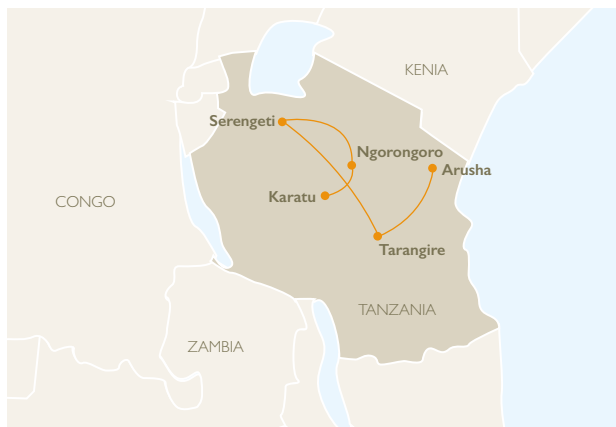 KENIA
Serengeti
Ngorongoro
Arusha
Karatu
CONGO
Tarangire
TANZANIA
ZAMBIA